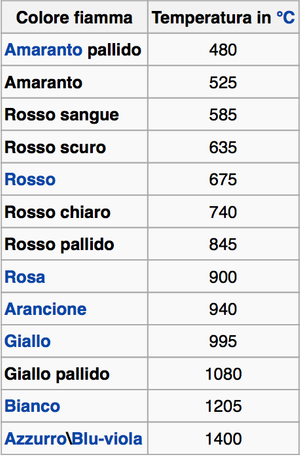 Colore fiamma Temperatura in °C
Amaranto pallido 480
Amaranto 525
Rosso sangue 585
Rosso scuro 635
Rosso 675
Rosso chiaro 740
Rosso pallido 845
Rosa 900
Arancione 940
Giallo 995
Giallo pallido 1080
Bianco 1205
Azzurro\Blu-viola 1400